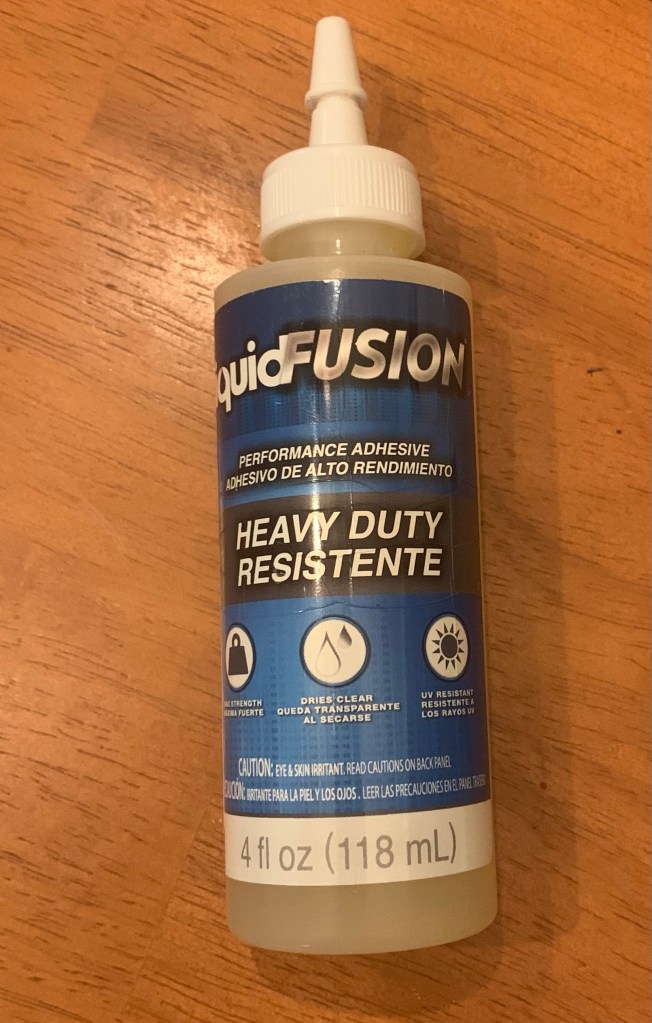 quidFUSION
PERFORMANCE ADHESIVE
ADHESIVO DE ALTO RENDIMIENTO
HEAVY DUTY
RESISTENTE
STRENGTH
FUERTE
DRIES CLEAR
QUEDA TRANSPARENTE
AL SECARSE
UV RESISTANT
RESISTENTE A
LOS RAYOS UV
CAUTION: EYE & SKIN IRRITANT. READ CAUTIONS ON BACK PANEL
IRRITANTE PARA LA PIEL Y LOS OJOS . LEER LAS PRECAUCIONES EN EL PANEL
4 fl oz (118 mL)